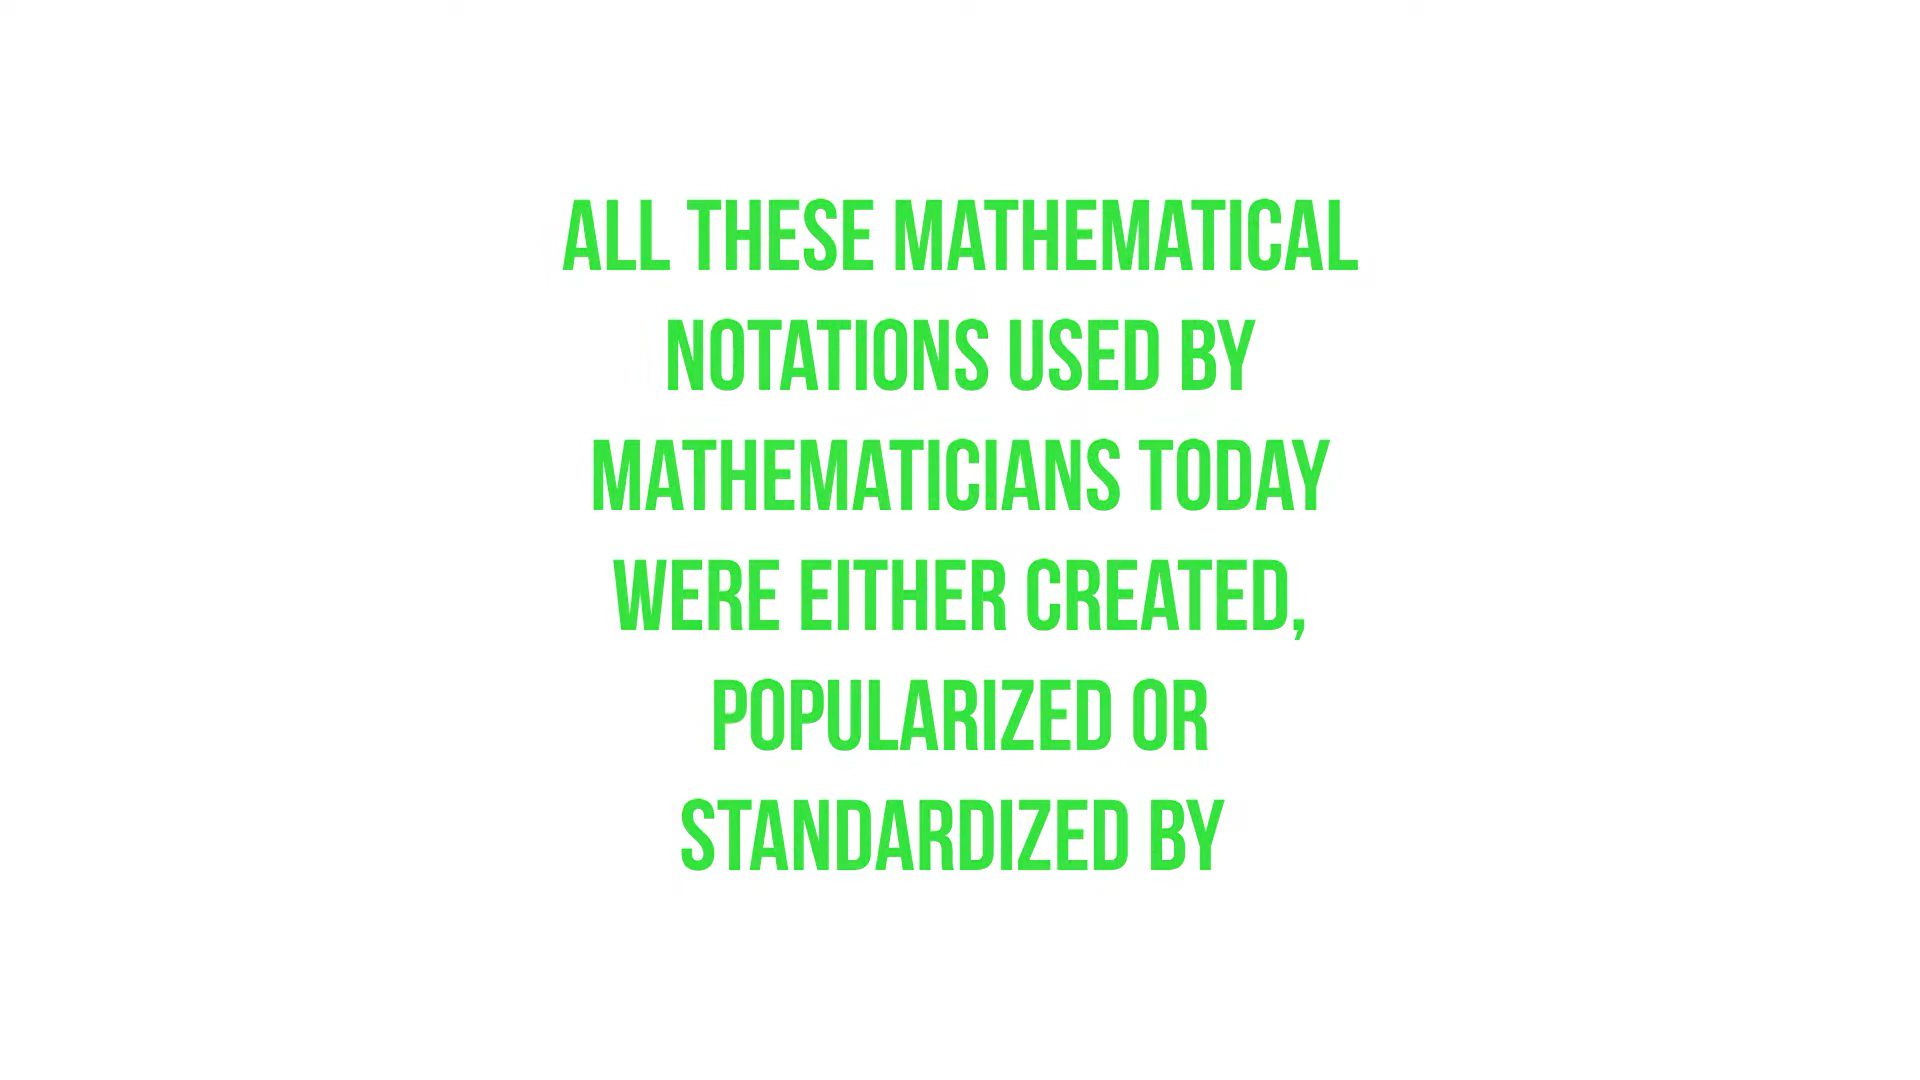 ALL THESE MATHEMATICAL
NOTATIONS USED BY
MATHEMATICIANS TODAY
WERE EITHER CREATED,
POPULARIZED OR
STANDARDIZED BY